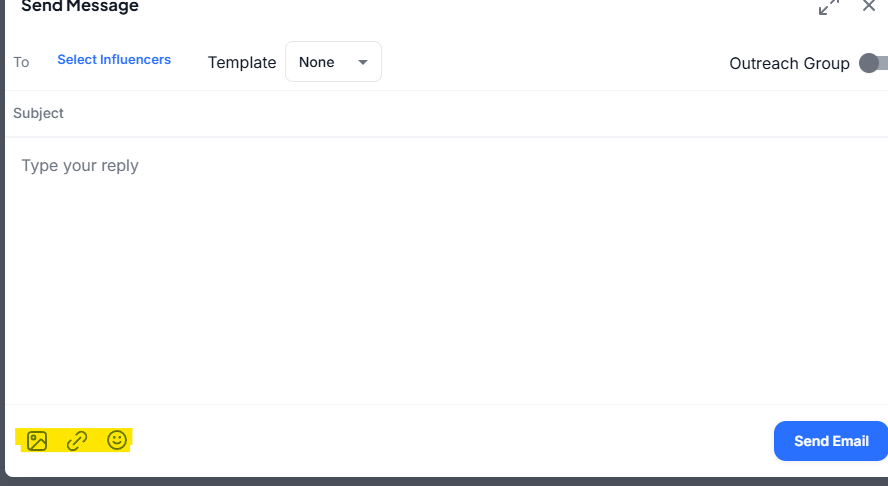 Send Message
To Select Influencers Template None Outreach Group
Subject
Type your reply
Send Email